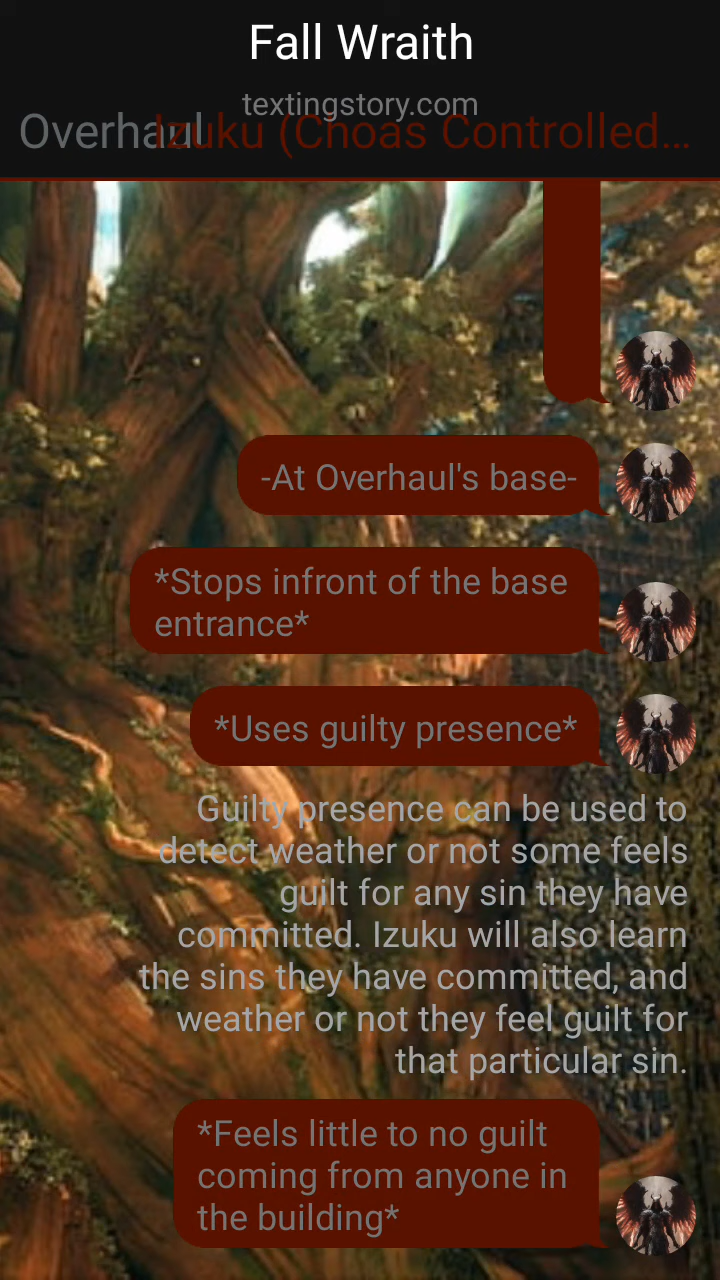 Fall Wraith
textingstory.com
Overhaul
Izuku (Choas Controlled...
-At Overhaul's base-
*Stops infront of the base
entrance*
*Uses guilty presence*
Guilty presence can be used to
detect weather or not some feels
guilt for any sin they have
committed. Izuku will also learn
the sins they have committed, and
weather or not they feel guilt for
that particular sin.
*Feels little to no guilt
coming from anyone in
the building*